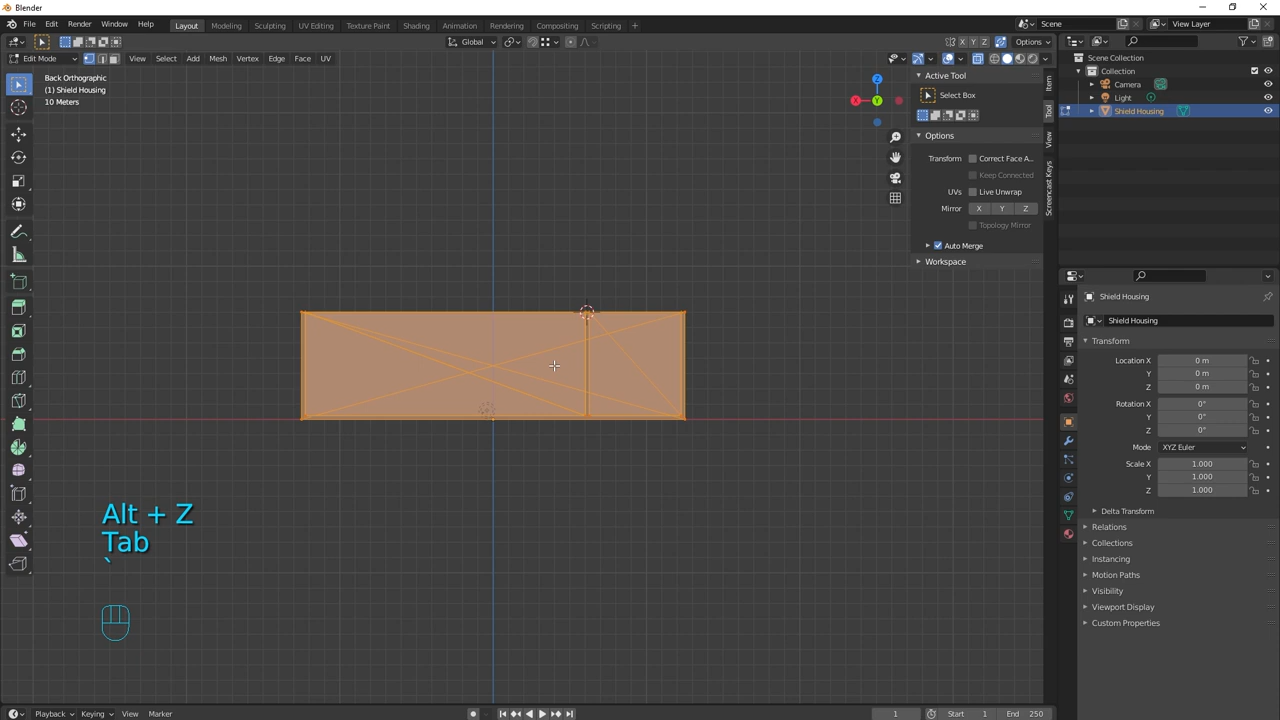 Blender
File Edit Render Window Help Layout Modeling Sculpting UV Editing Texture Paint Shading Animation Rendering Compositing Scripting + Scene View Layer
Global X Y Z Options
Edit Mode View Select Add Mesh Vertex Edge Face UV
Back Orthographic
(1) Shield Housing
10 Meters
Z
X Y
Active Tool
Select Box
Options
Transform Correct Face A...
Keep Connected
UVs Live Unwrap
Mirror X Y Z
Topology Mirror
Auto Merge
Workspace
Item
Tool
View
Screencast Keys
Scene Collection
Collection
Camera
Light
Shield Housing
Shield Housing
Shield Housing
Transform
Location X 0 m
Y 0 m
Z 0 m
Rotation X 0°
Y 0°
Z 0°
Mode XYZ Euler
Scale X 1.000
Y 1.000
Z 1.000
Delta Transform
Relations
Collections
Instancing
Motion Paths
Visibility
Viewport Display
Custom Properties
Alt + Z
Tab
`
Playback Keying View Marker 1 Start 1 End 250